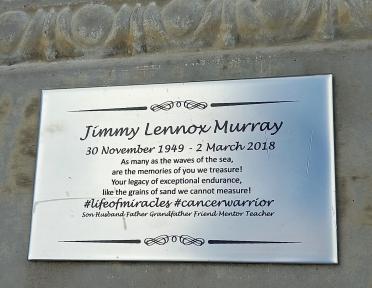 Jimmy Lennox Murray
30 November 1949 - 2 March 2018
As many as the waves of the sea,
are the memories of you we treasure!
Your legacy of exceptional endurance,
like the grains of sand we cannot measure!
#lifeofmiracles #cancerwarrior
Son Husband Father Grandfather Friend Mentor Teacher